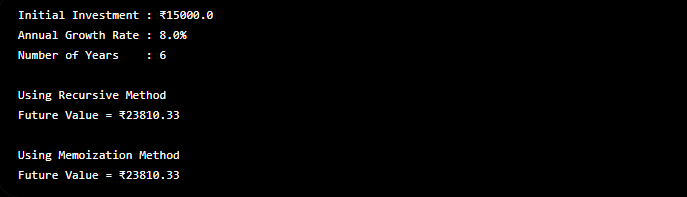 Initial Investment : ₹15000.0
Annual Growth Rate : 8.0%
Number of Years    : 6
Using Recursive Method
Future Value = ₹23810.33
Using Memoization Method
Future Value = ₹23810.33